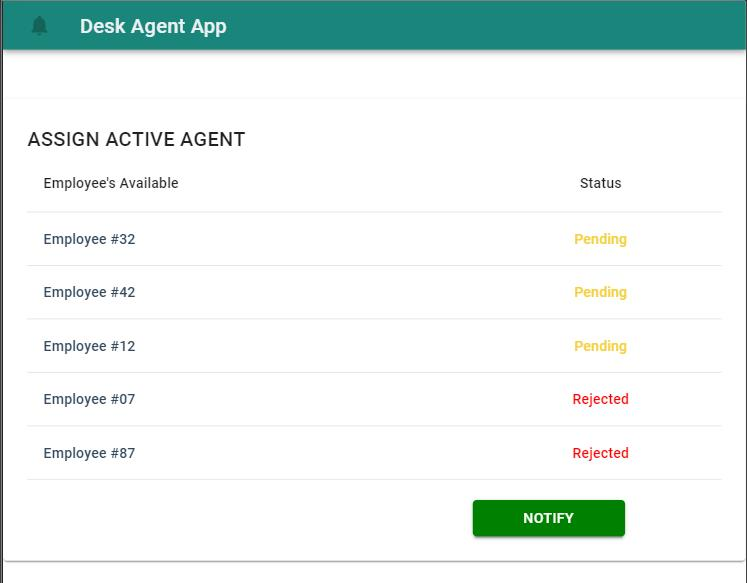 Desk Agent App
ASSIGN ACTIVE AGENT
Employee's Available Status
Employee #32 Pending
Employee #42 Pending
Employee #12 Pending
Employee #07 Rejected
Employee #87 Rejected
NOTIFY